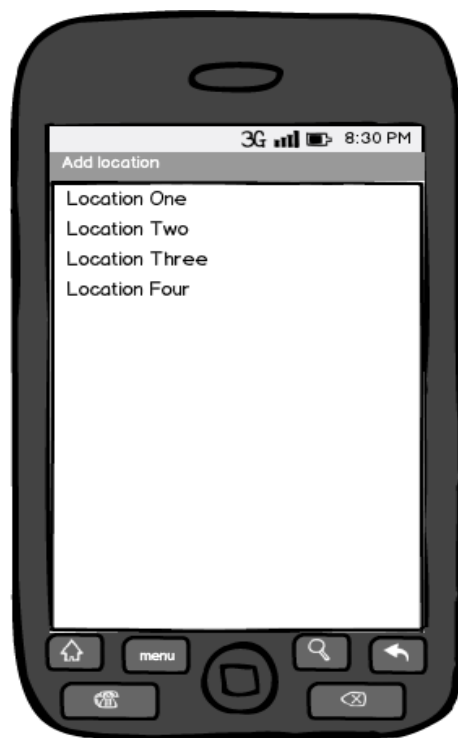 3G 8:30 PM
Add location
Location One
Location Two
Location Three
Location Four
menu